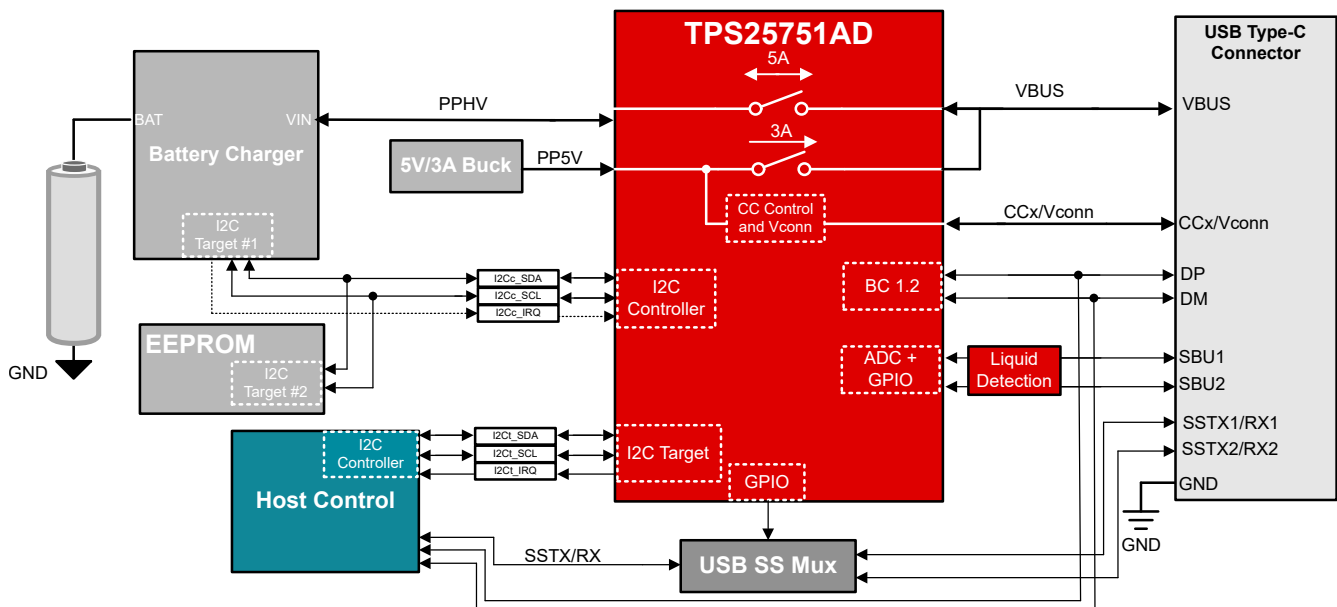 TPS25751AD
USB Type-C
Connector
5A
PPHV
VBUS
VBUS
BAT
VIN
Battery Charger
3A
5V/3A Buck
PP5V
CC Control
and Vconn
CCx/Vconn
CCx/Vconn
I2C
Target #1
I2Cc_SDA
I2Cc_SCL
I2Cc_IRQ
I2C
Controller
BC 1.2
DP
DM
EEPROM
I2C
Target #2
GND
ADC +
GPIO
Liquid
Detection
SBU1
SBU2
I2C
Controller
Host Control
I2Ct_SDA
I2Ct_SCL
I2Ct_IRQ
I2C Target
GPIO
SSTX1/RX1
SSTX2/RX2
GND
GND
SSTX/RX
USB SS Mux